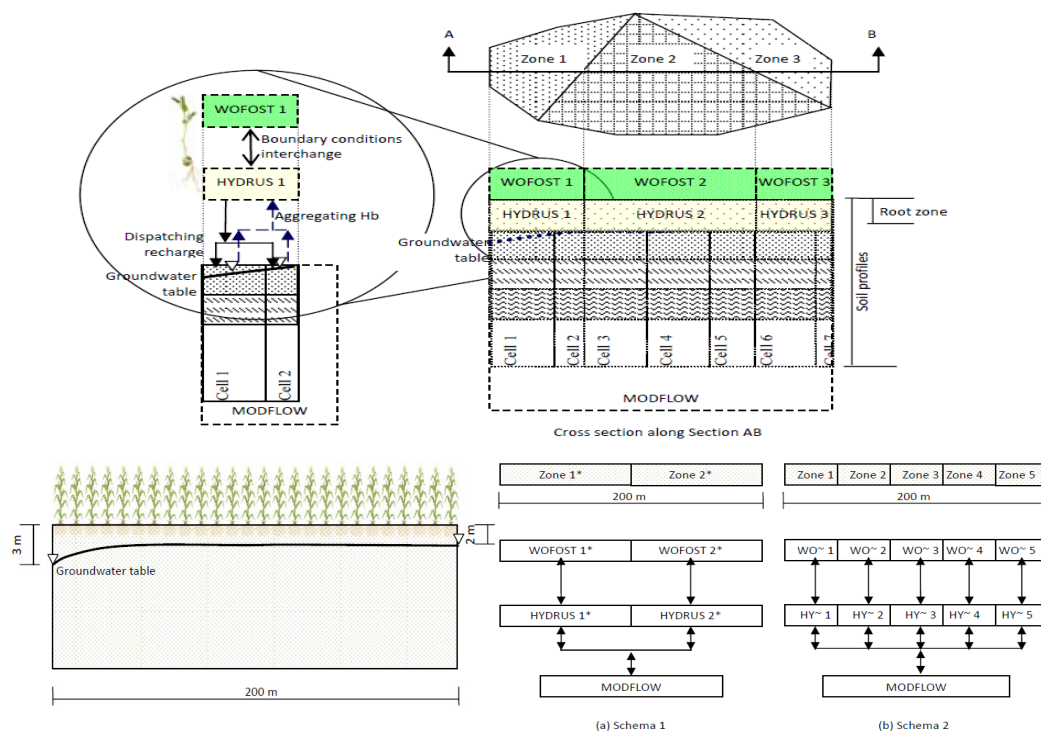 A
B
Zone 1
Zone 2
Zone 3
WOFOST 1
Boundary conditions
interchange
HYDRUS 1
Aggregating Hb
Dispatching
recharge
Groundwater
table
Cell 1
Cell 2
MODFLOW
WOFOST 1
WOFOST 2
WOFOST 3
HYDRUS 1
HYDRUS 2
HYDRUS 3
Root zone
Groundwater
table
Soil profiles
Cell 1
Cell 2
Cell 3
Cell 4
Cell 5
Cell 6
Cell 7
MODFLOW
Cross section along Section AB
3 m
2 m
Groundwater table
200 m
Zone 1*
Zone 2*
200 m
WOFOST 1*
WOFOST 2*
HYDRUS 1*
HYDRUS 2*
MODFLOW
(a) Schema 1
Zone 1
Zone 2
Zone 3
Zone 4
Zone 5
200 m
WO~ 1
WO~ 2
WO~ 3
WO~ 4
WO~ 5
HY~ 1
HY~ 2
HY~ 3
HY~ 4
HY~ 5
MODFLOW
(b) Schema 2